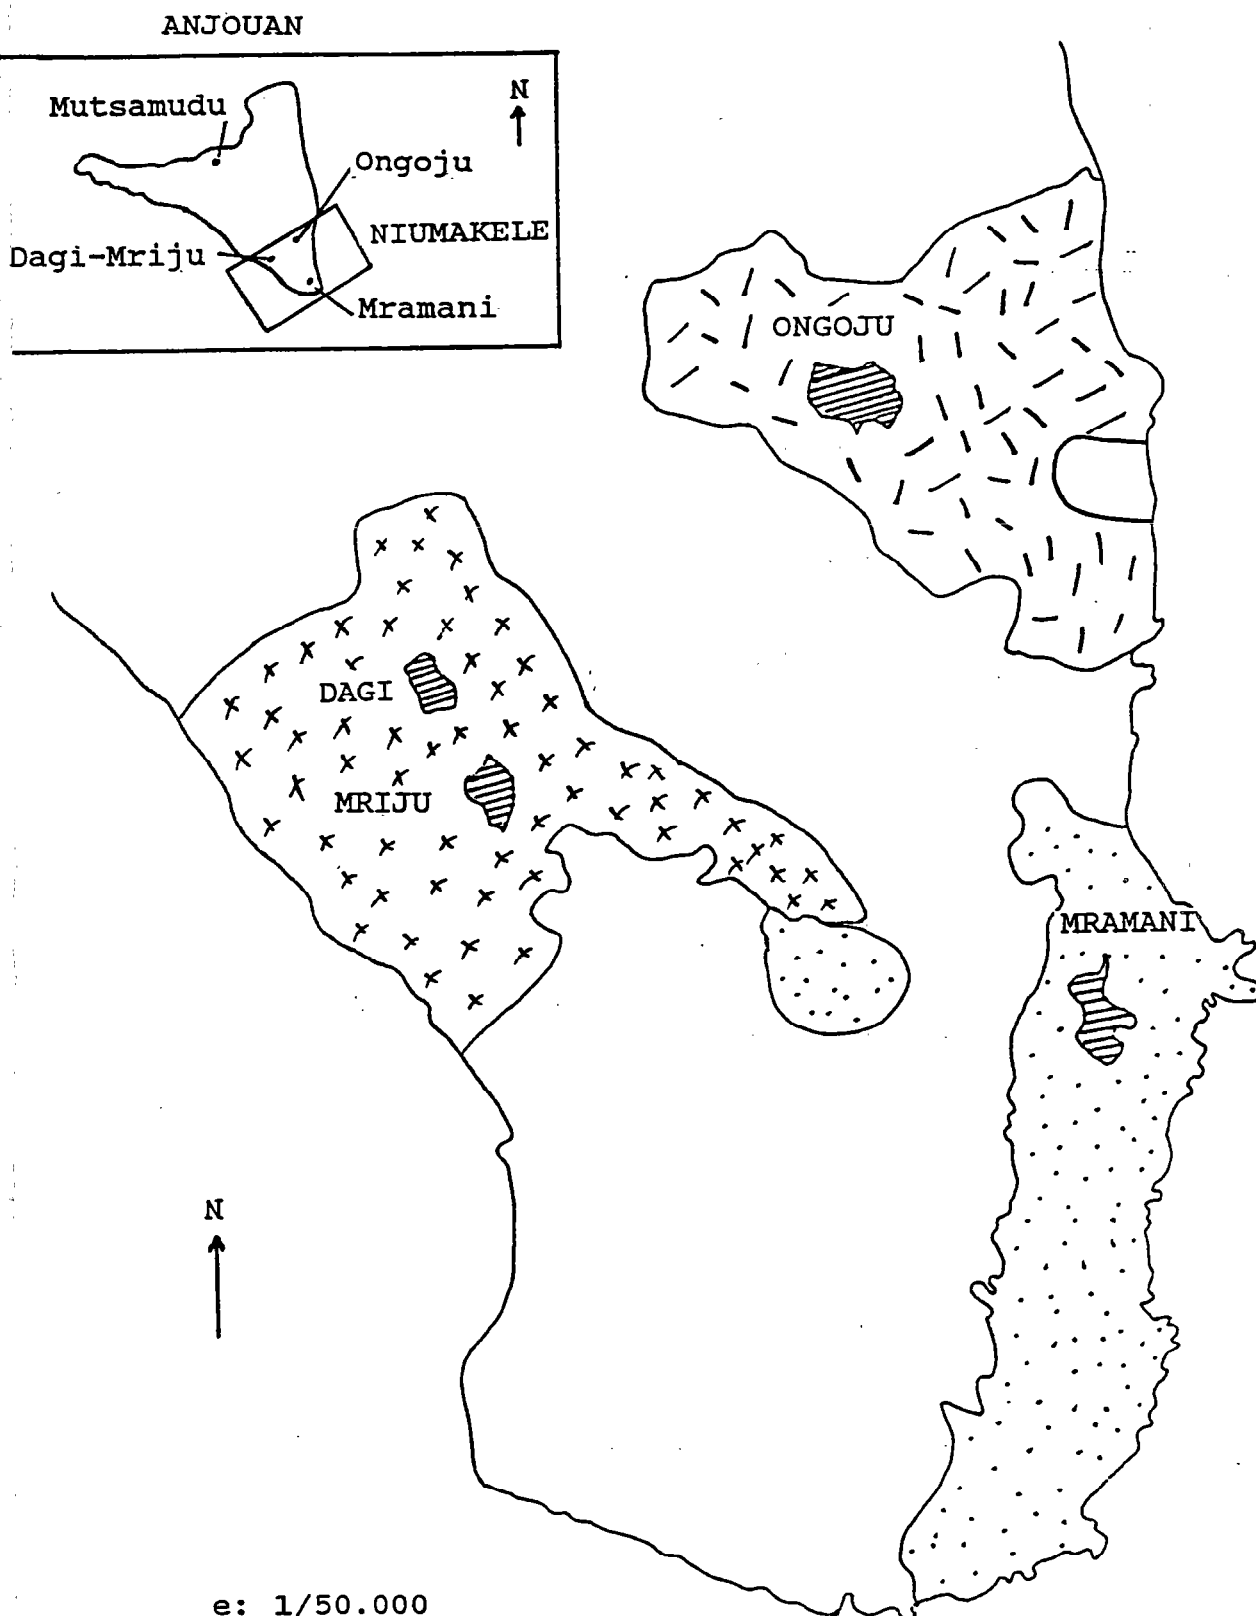 ANJOUAN
N
Mutsamudu
Ongoju
NIUMAKELE
Dagi-Mriju
Mramani
ONGOJU
DAGI
MRIJU
MRAMANI
N
e: 1/50.000